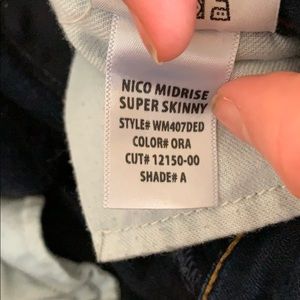 NICO MIDRISE
SUPER SKINNY
STYLE# WM407DED
COLOR# ORA
CUT# 12150-00
SHADE# A